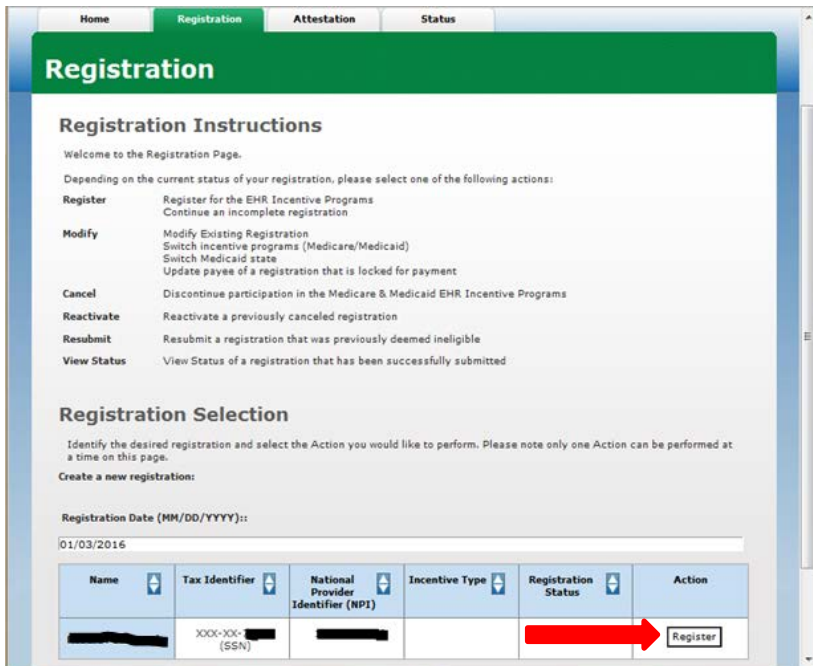 Home Registration Attestation Status
Registration
Registration Instructions
Welcome to the Registration Page.
Depending on the current status of your registration, please select one of the following actions:
Register Register for the EHR Incentive Programs
Continue an incomplete registration
Modify Modify Existing Registration
Switch incentive programs (Medicare/Medicaid)
Switch Medicaid state
Update payee of a registration that is locked for payment
Cancel Discontinue participation in the Medicare & Medicaid EHR Incentive Programs
Reactivate Reactivate a previously canceled registration
Resubmit Resubmit a registration that was previously deemed ineligible
View Status View Status of a registration that has been successfully submitted
Registration Selection
Identify the desired registration and select the Action you would like to perform. Please note only one Action can be performed at
a time on this page.
Create a new registration:
Registration Date (MM/DD/YYYY)::
01/03/2016
Name Tax Identifier National Provider Identifier (NPI) Incentive Type Registration Status Action
XXX-XX- Register
(SSN)